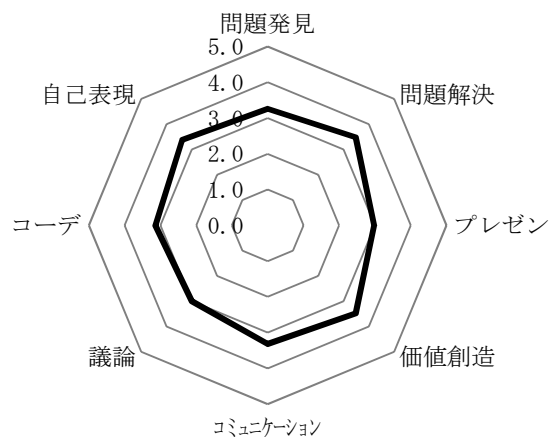 問題発見
5.0
4.0
3.0
2.0
1.0
0.0
問題解決
プレゼン
価値創造
コミュニケーション
議論
コーデ
自己表現